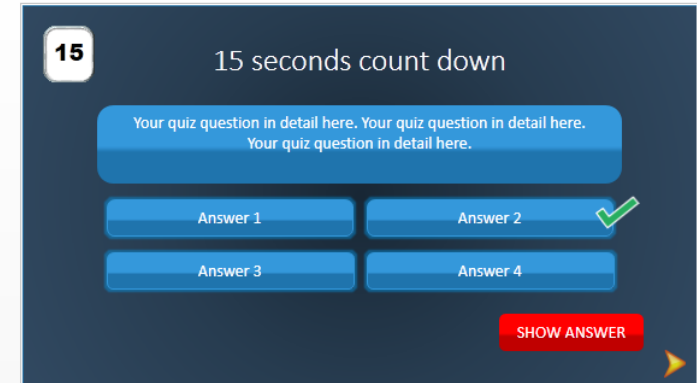 15
15 seconds count down
Your quiz question in detail here. Your quiz question in detail here.
Your quiz question in detail here.
Answer 1
Answer 2
Answer 3
Answer 4
SHOW ANSWER